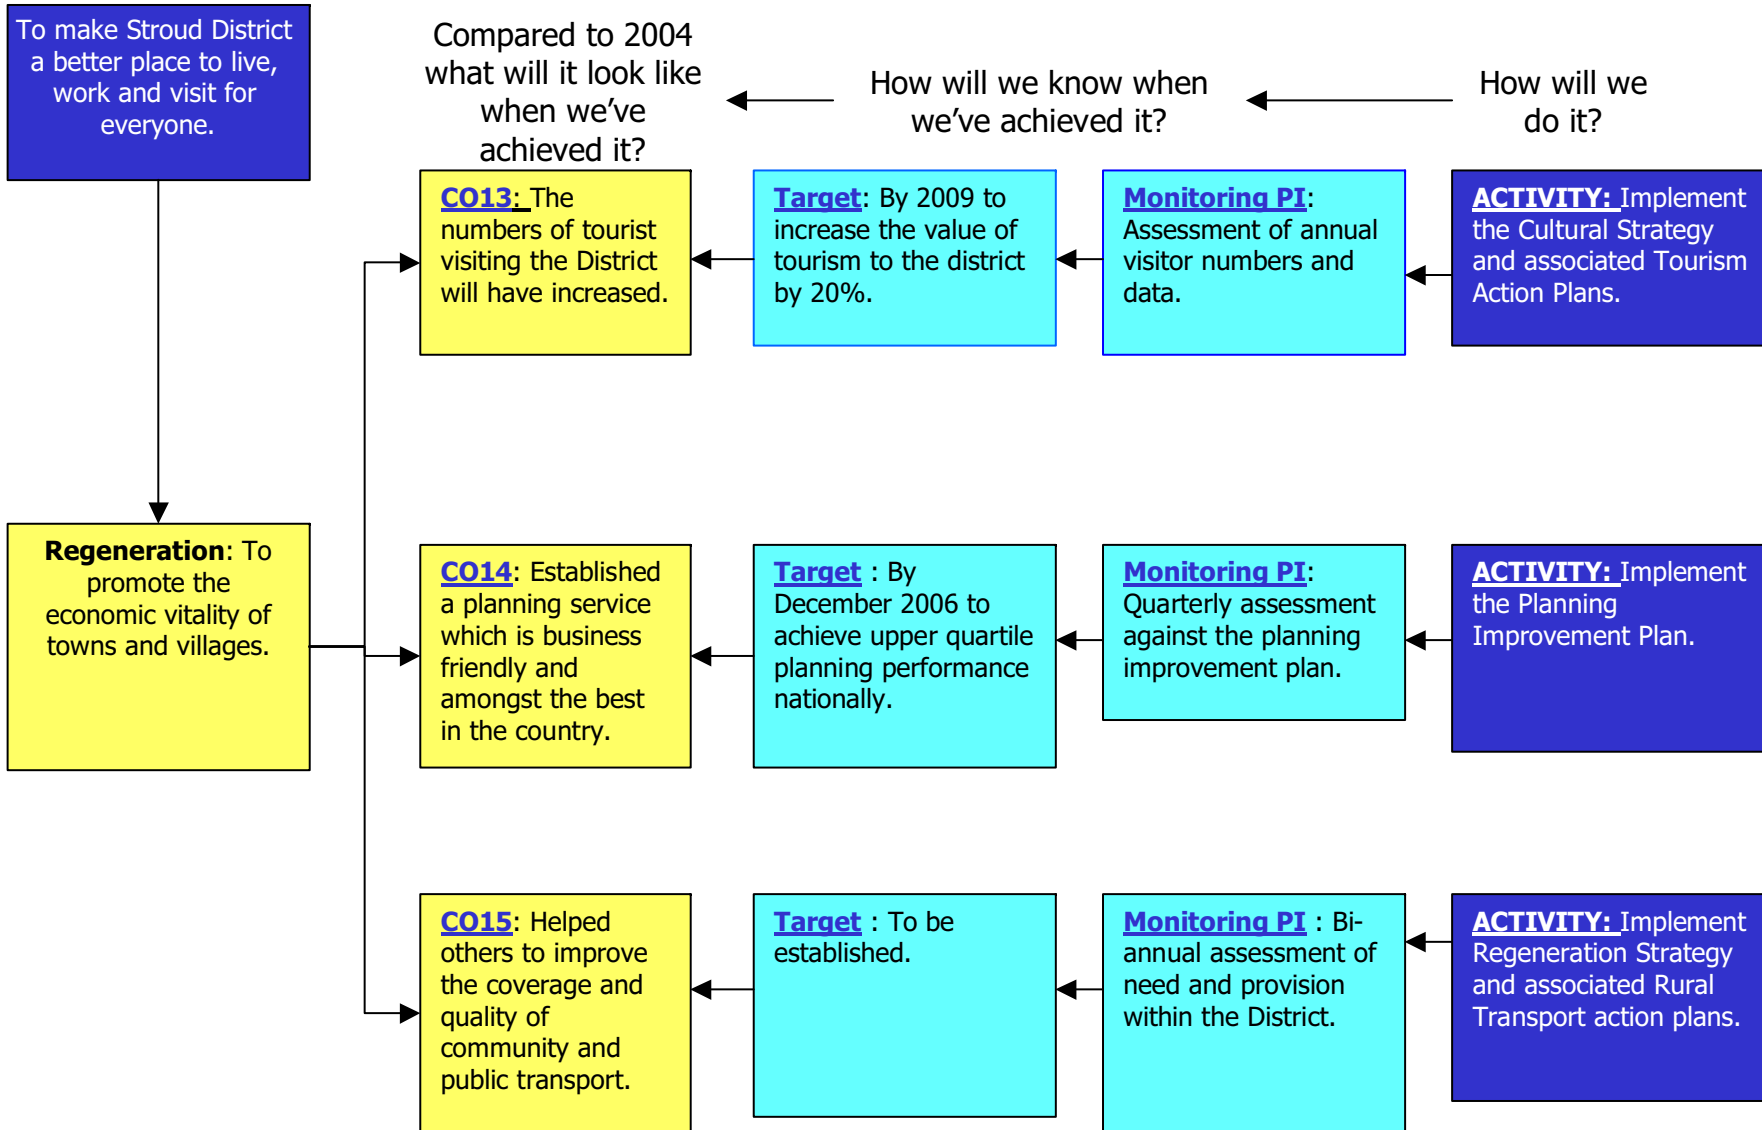 To make Stroud District
a better place to live,
work and visit for
everyone.
Compared to 2004
what will it look like
when we've
achieved it?
How will we know when
we've achieved it?
How will we
do it?
CO13: The
numbers of tourist
visiting the District
will have increased.
Target: By 2009 to
increase the value of
tourism to the district
by 20%.
Monitoring PI:
Assessment of annual
visitor numbers and
data.
ACTIVITY: Implement
the Cultural Strategy
and associated Tourism
Action Plans.
Regeneration: To
promote the
economic vitality of
towns and villages.
CO14: Established
a planning service
which is business
friendly and
amongst the best
in the country.
Target : By
December 2006 to
achieve upper quartile
planning performance
nationally.
Monitoring PI:
Quarterly assessment
against the planning
improvement plan.
ACTIVITY: Implement
the Planning
Improvement Plan.
CO15: Helped
others to improve
the coverage and
quality of
community and
public transport.
Target : To be
established.
Monitoring PI : Bi-
annual assessment of
need and provision
within the District.
ACTIVITY: Implement
Regeneration Strategy
and associated Rural
Transport action plans.